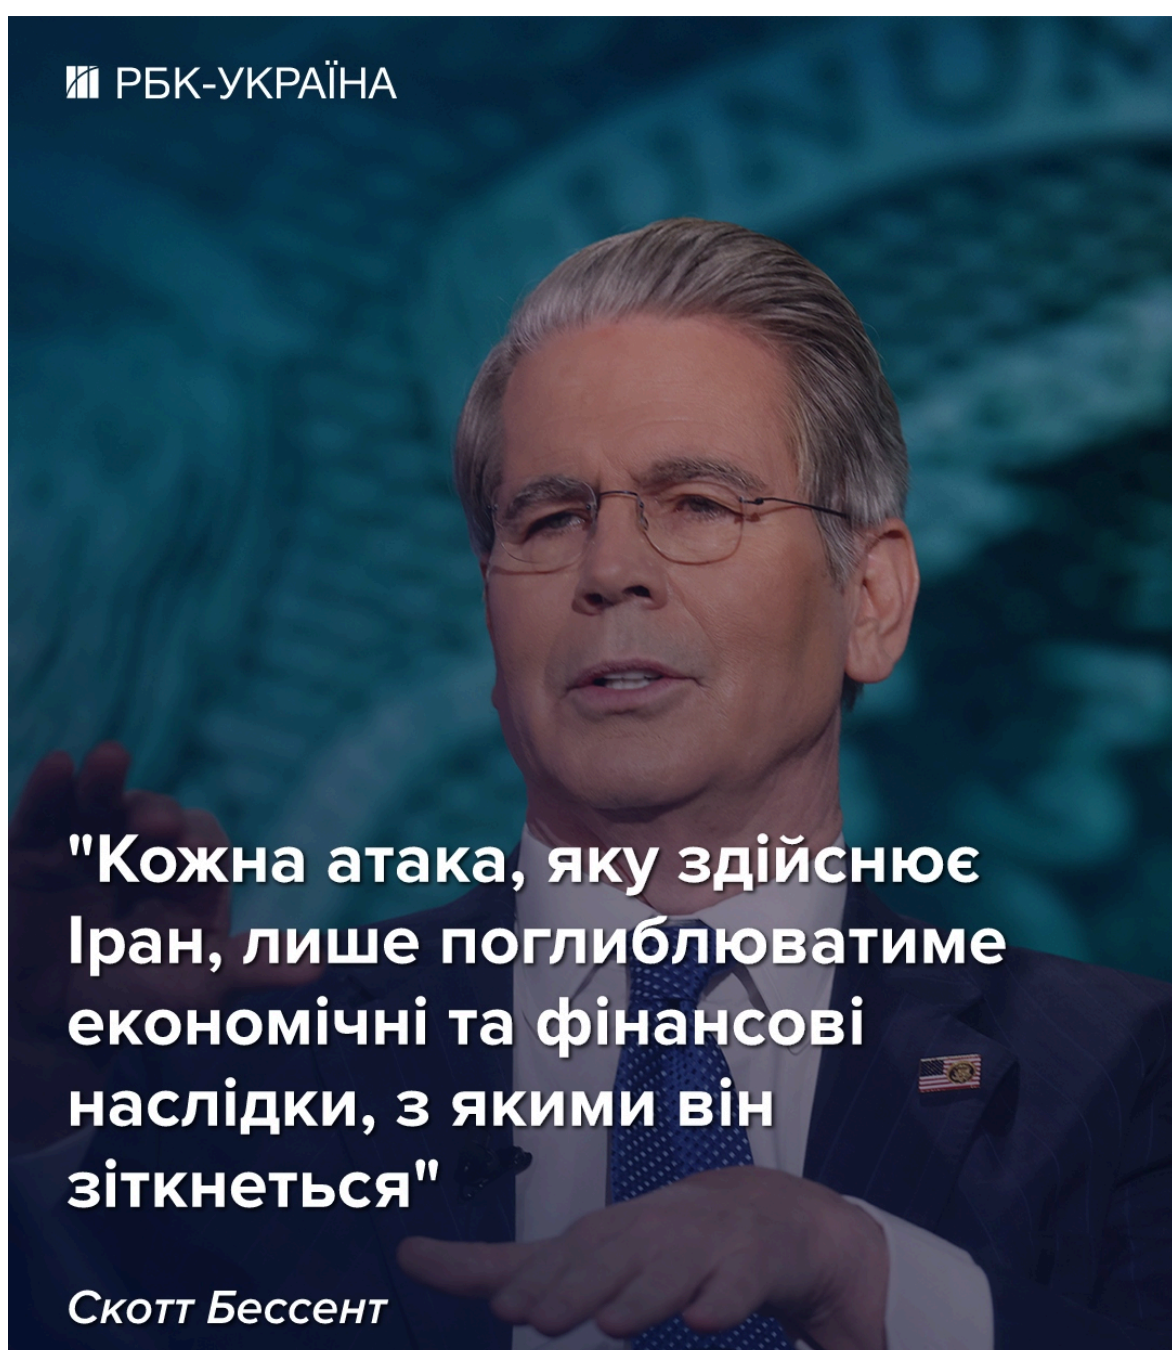 РБК-УКРАЇНА
"Кожна атака, яку здійснює
Іран, лише поглиблюватиме
економічні та фінансові
наслідки, з якими він
зіткнеться"
Скотт Бессент